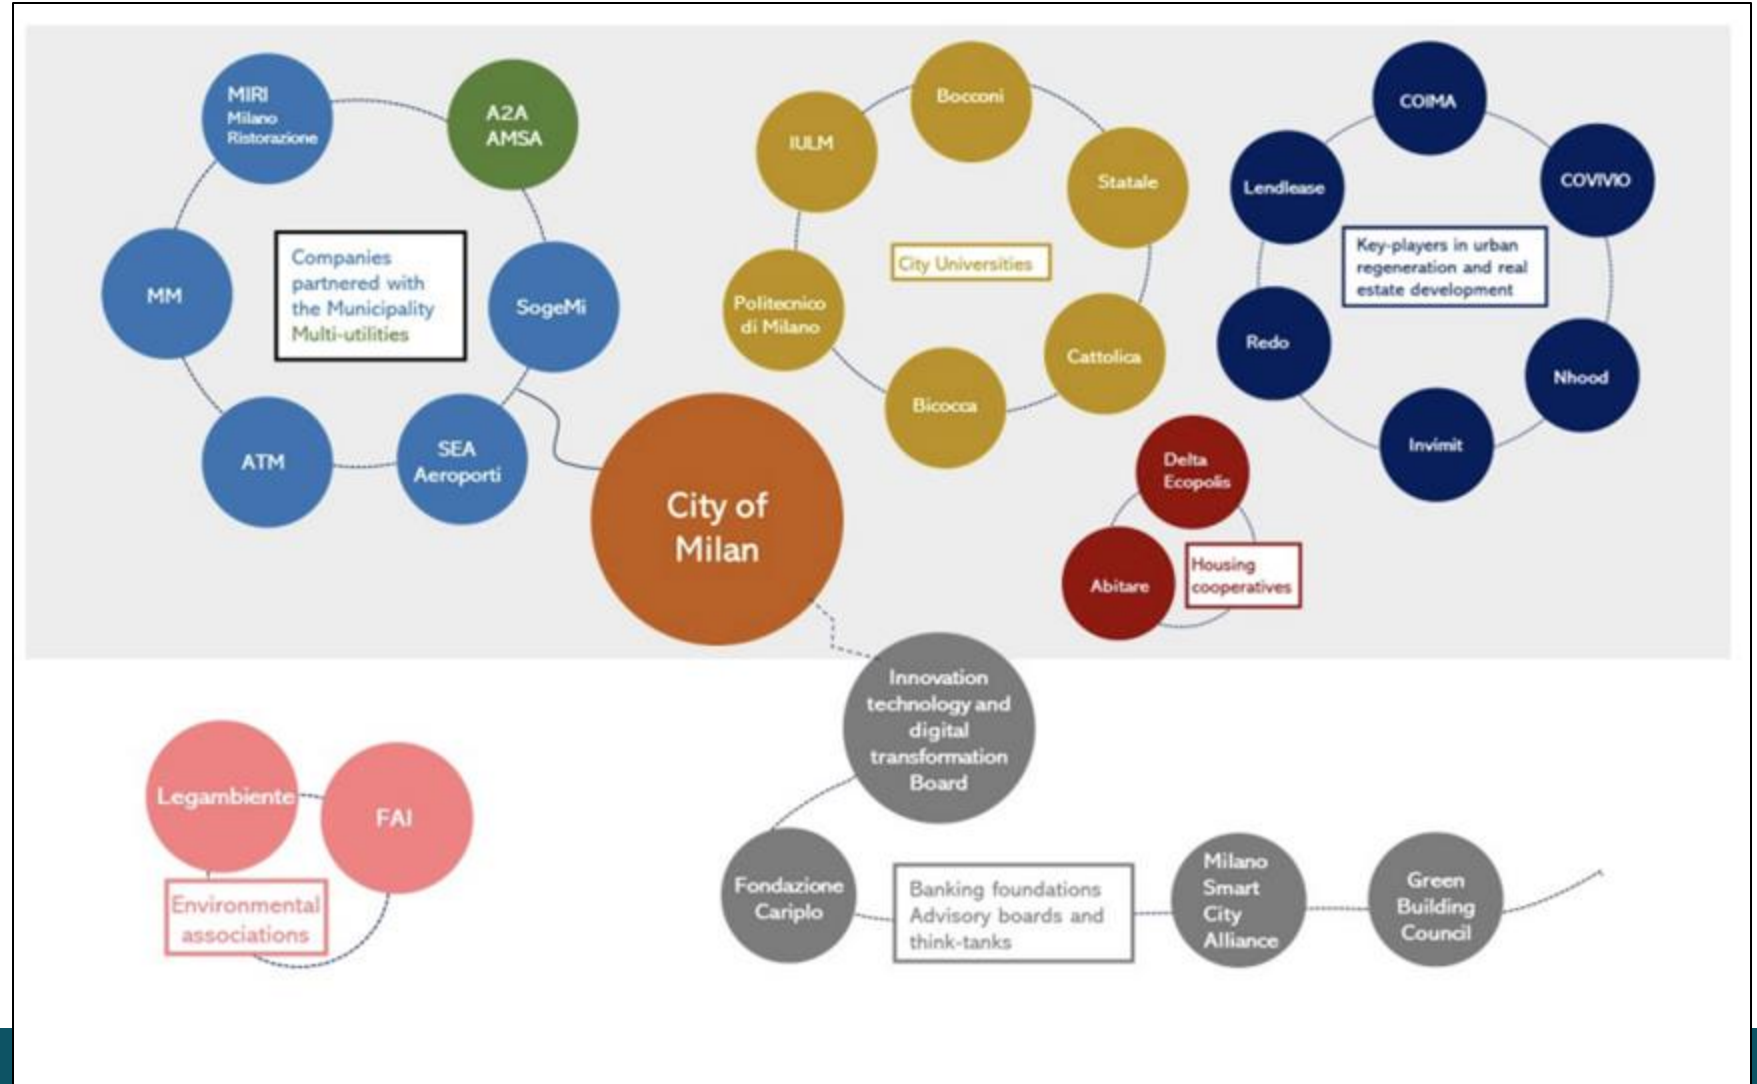 MIRI
Milano
Ristorazione
A2A
AMSA
MM
SogeMi
ATM
SEA
Aeroporti
Companies
partnered with
the Municipality
Multi-utilities
City of
Milan
IULM
Bocconi
Statale
Politecnico
di Milano
Cattolica
Bicocca
City Universities
COIMA
Lendlease
COVIVIO
Redo
Nhood
Invimit
Key-players in urban
regeneration and real
estate development
Delta
Ecopolis
Abitare
Housing
cooperatives
Innovation
technology and
digital
transformation
Board
Legambiente
FAI
Environmental
associations
Fondazione
Cariplo
Banking foundations
Advisory boards and
think-tanks
Milano
Smart
City
Alliance
Green
Building
Council